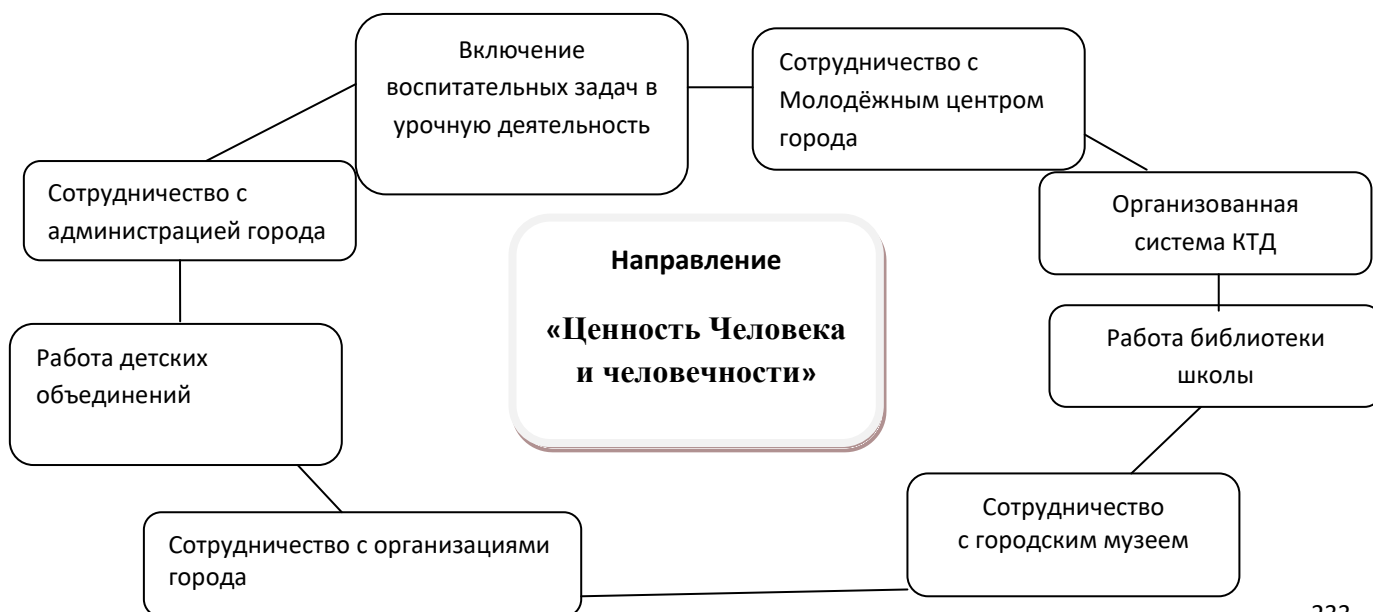 Включение
воспитательных задач в
урочную деятельность
Сотрудничество с
Молодёжным центром
города
Сотрудничество с
администрацией города
Организованная
система КТД
Направление
«Ценность Человека
и человечности»
Работа детских
объединений
Работа библиотеки
школы
Сотрудничество
с городским музеем
Сотрудничество с организациями
города